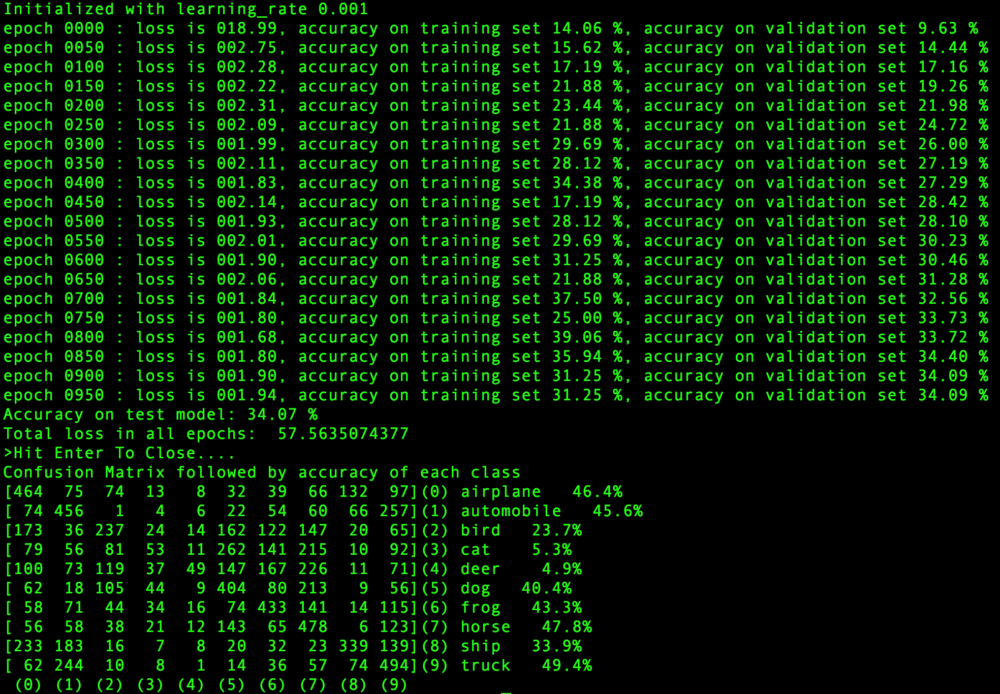 Initialized with learning_rate 0.001
epoch 0000 : loss is 018.99, accuracy on training set 14.06 %, accuracy on validation set 9.63 %
epoch 0050 : loss is 002.75, accuracy on training set 15.62 %, accuracy on validation set 14.44 %
epoch 0100 : loss is 002.28, accuracy on training set 17.19 %, accuracy on validation set 17.16 %
epoch 0150 : loss is 002.22, accuracy on training set 21.88 %, accuracy on validation set 19.26 %
epoch 0200 : loss is 002.31, accuracy on training set 23.44 %, accuracy on validation set 21.98 %
epoch 0250 : loss is 002.09, accuracy on training set 21.88 %, accuracy on validation set 24.72 %
epoch 0300 : loss is 001.99, accuracy on training set 29.69 %, accuracy on validation set 26.00 %
epoch 0350 : loss is 002.11, accuracy on training set 28.12 %, accuracy on validation set 27.19 %
epoch 0400 : loss is 001.83, accuracy on training set 34.38 %, accuracy on validation set 27.29 %
epoch 0450 : loss is 002.14, accuracy on training set 17.19 %, accuracy on validation set 28.42 %
epoch 0500 : loss is 001.93, accuracy on training set 28.12 %, accuracy on validation set 28.10 %
epoch 0550 : loss is 002.01, accuracy on training set 29.69 %, accuracy on validation set 30.23 %
epoch 0600 : loss is 001.90, accuracy on training set 31.25 %, accuracy on validation set 30.46 %
epoch 0650 : loss is 002.06, accuracy on training set 21.88 %, accuracy on validation set 31.28 %
epoch 0700 : loss is 001.84, accuracy on training set 37.50 %, accuracy on validation set 32.56 %
epoch 0750 : loss is 001.80, accuracy on training set 25.00 %, accuracy on validation set 33.73 %
epoch 0800 : loss is 001.68, accuracy on training set 39.06 %, accuracy on validation set 33.72 %
epoch 0850 : loss is 001.80, accuracy on training set 35.94 %, accuracy on validation set 34.40 %
epoch 0900 : loss is 001.90, accuracy on training set 31.25 %, accuracy on validation set 34.09 %
epoch 0950 : loss is 001.94, accuracy on training set 31.25 %, accuracy on validation set 34.09 %
Accuracy on test model: 34.07 %
Total loss in all epochs:  57.5635074377
>Hit Enter To Close....
Confusion Matrix followed by accuracy of each class
[464  75  74  13   8  32  39  66 132  97](0) airplane   46.4%
[ 74 456   1   4   6  22  54  60  66 257](1) automobile   45.6%
[173  36 237  24  14 162 122 147  20  65](2) bird   23.7%
[ 79  56  81  53  11 262 141 215  10  92](3) cat    5.3%
[100  73 119  37  49 147 167 226  11  71](4) deer    4.9%
[ 62  18 105  44   9 404  80 213   9  56](5) dog   40.4%
[ 58  71  44  34  16  74 433 141  14 115](6) frog   43.3%
[ 56  58  38  21  12 143  65 478   6 123](7) horse   47.8%
[233 183  16   7   8  20  32  23 339 139](8) ship   33.9%
[ 62 244  10   8   1  14  36  57  74 494](9) truck   49.4%
 (0) (1) (2) (3) (4) (5) (6) (7) (8) (9)